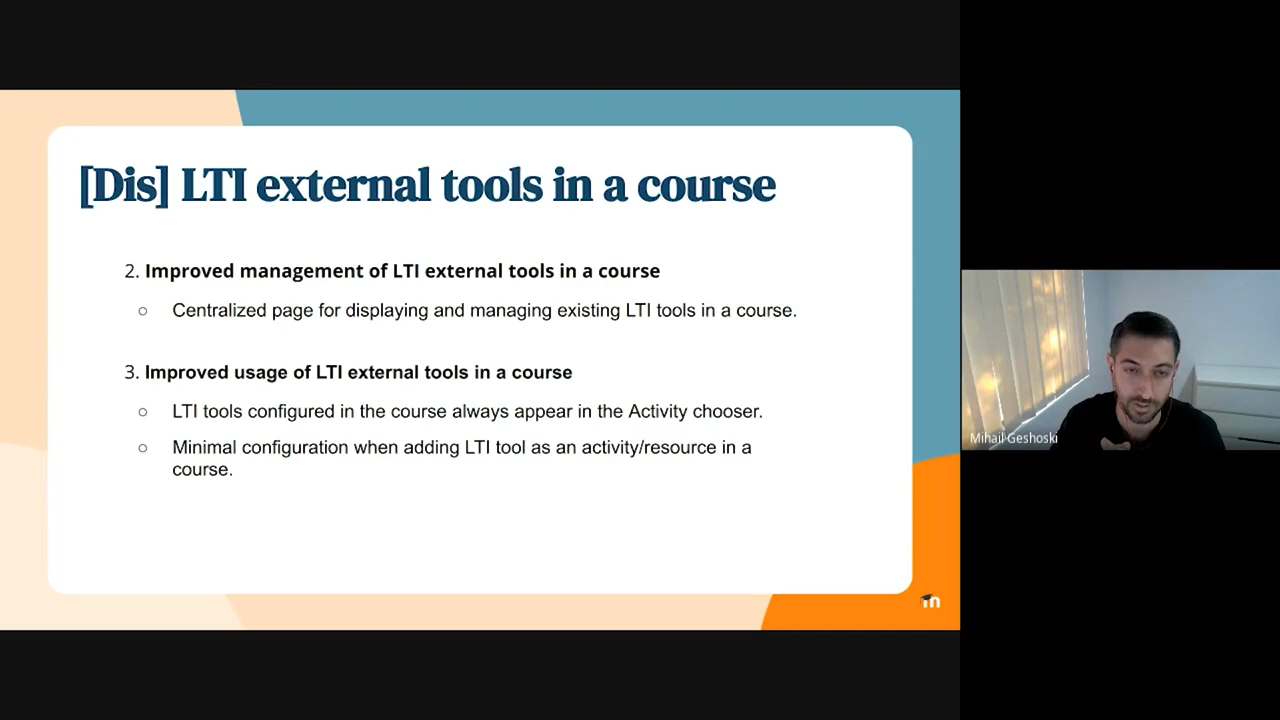 [Dis] LTI external tools in a course
2. Improved management of LTI external tools in a course
○ Centralized page for displaying and managing existing LTI tools in a course.
3. Improved usage of LTI external tools in a course
○ LTI tools configured in the course always appear in the Activity chooser.
○ Minimal configuration when adding LTI tool as an activity/resource in a
course.
m
Mihail Geshoski